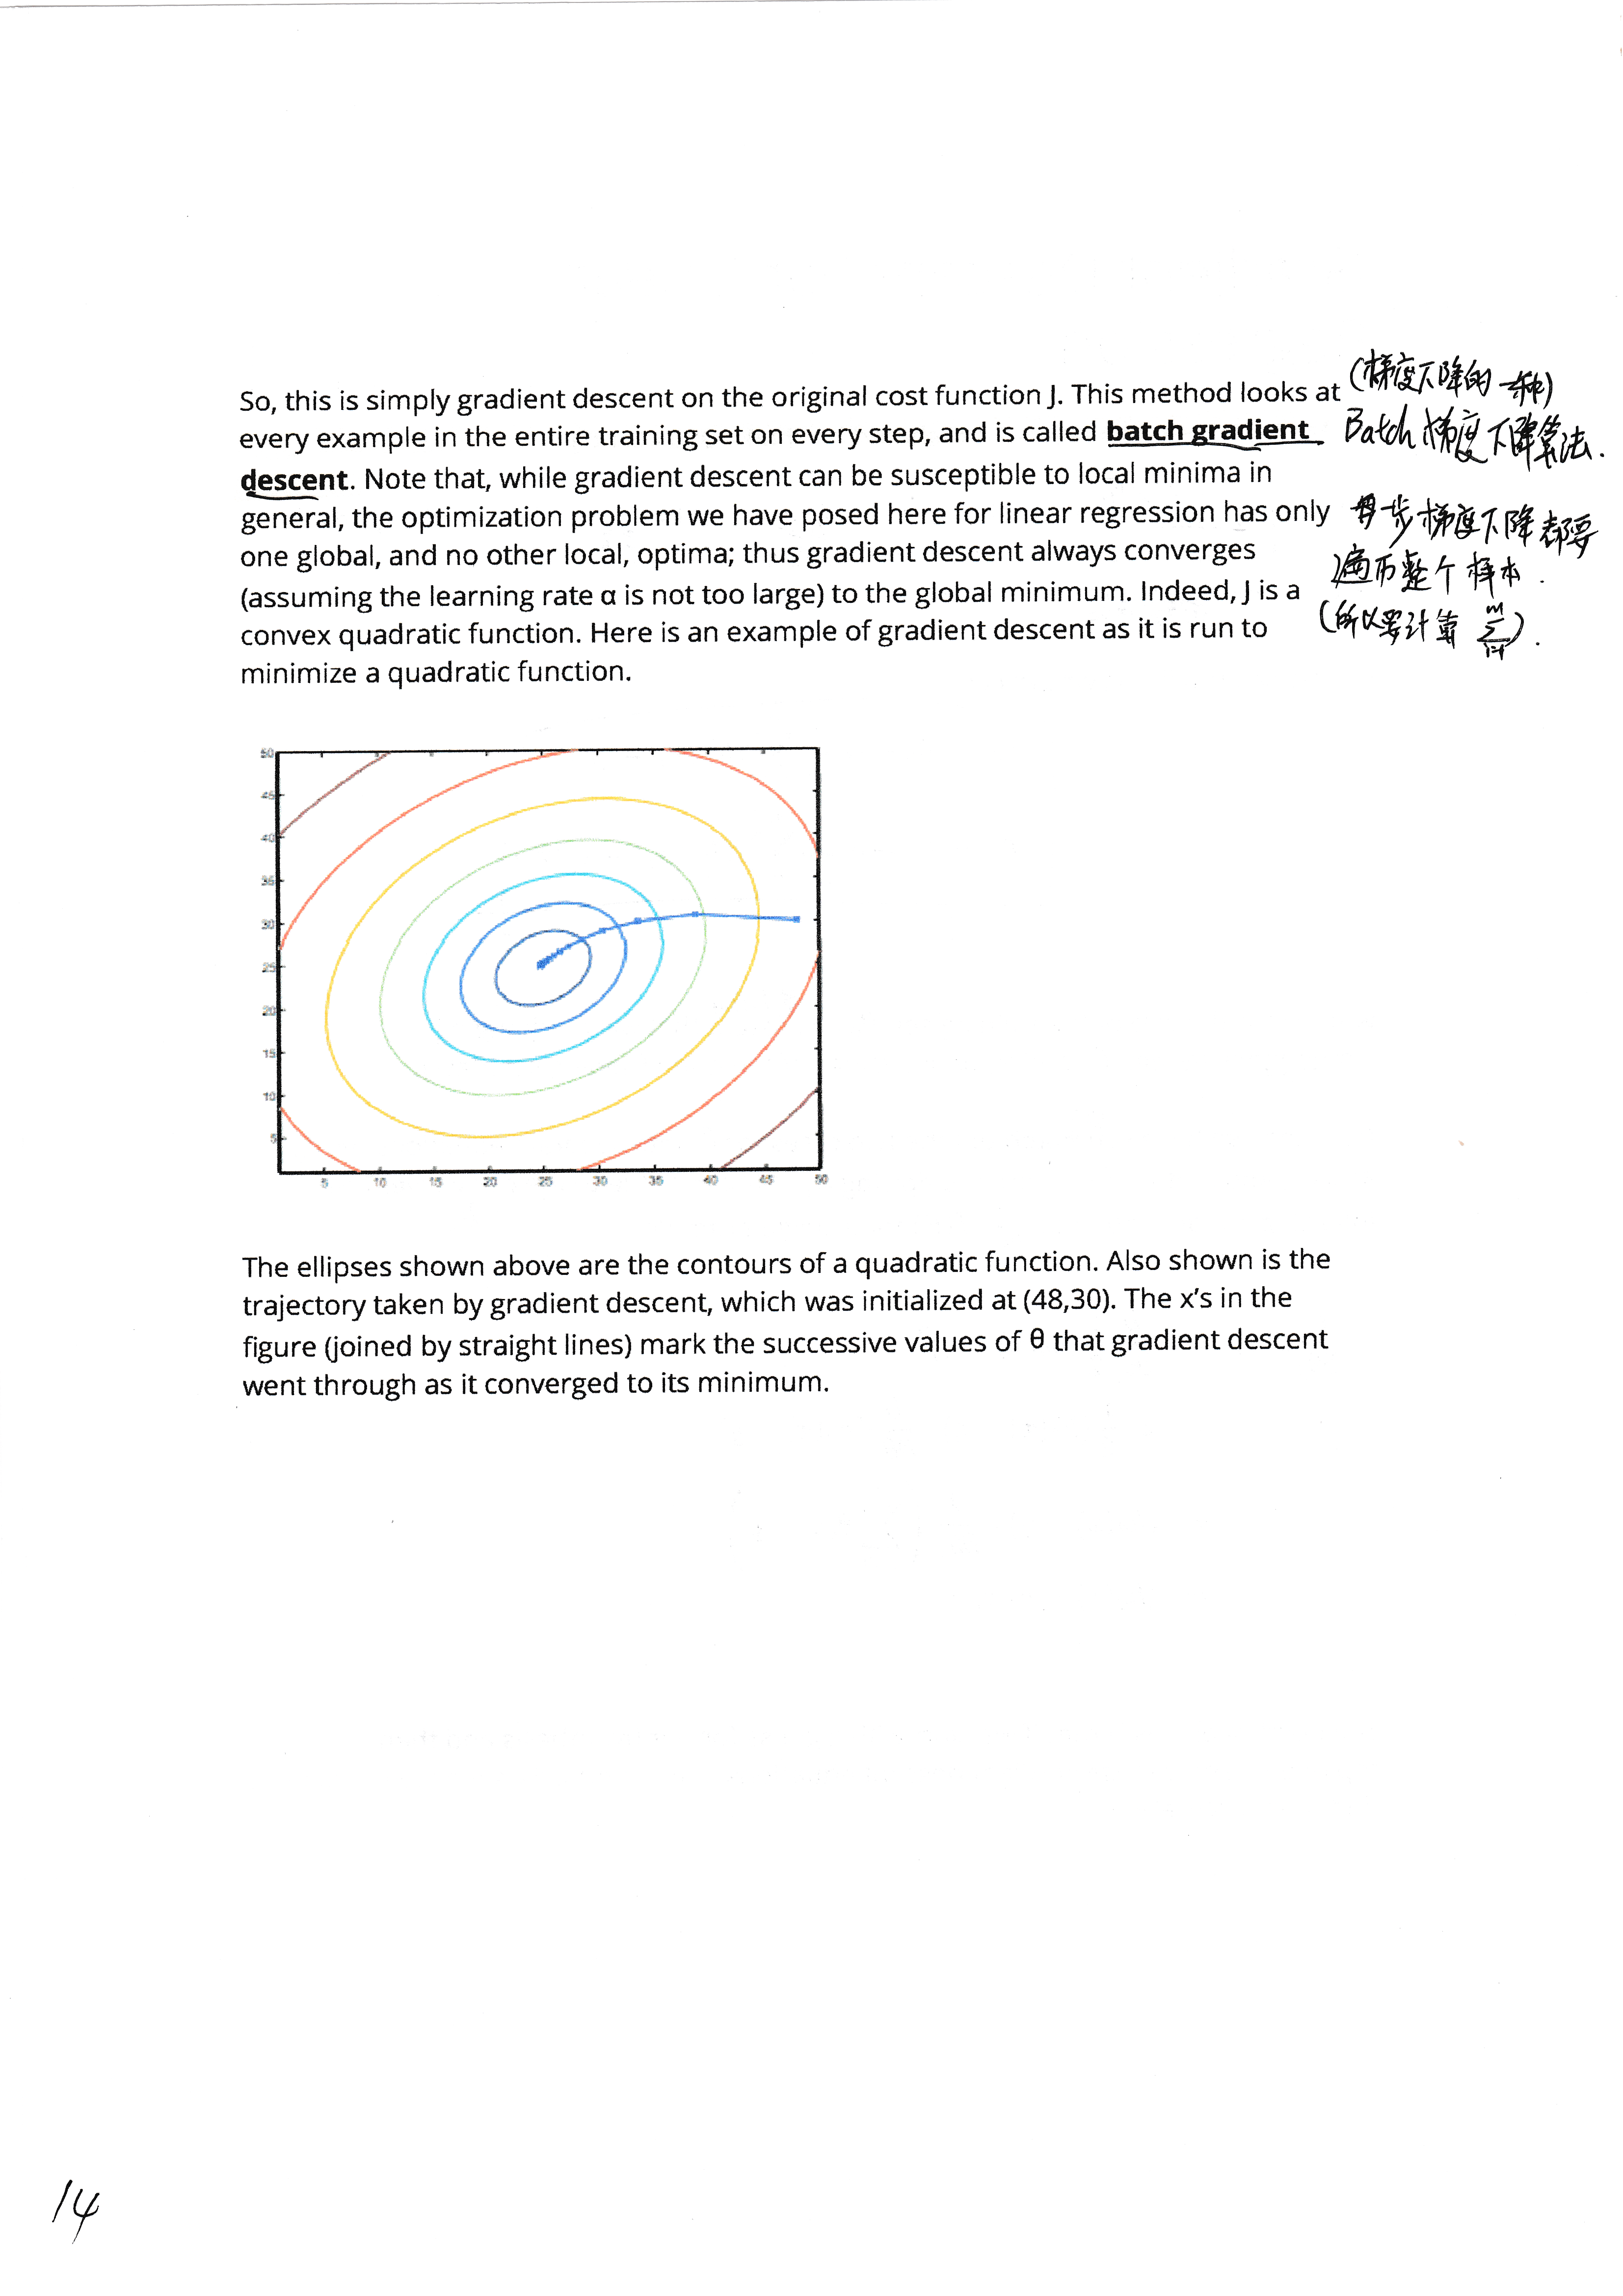 So, this is simply gradient descent on the original cost function J. This method looks at
every example in the entire training set on every step, and is called batch gradient
descent. Note that, while gradient descent can be susceptible to local minima in
general, the optimization problem we have posed here for linear regression has only
one global, and no other local, optima; thus gradient descent always converges
(assuming the learning rate α is not too large) to the global minimum. Indeed, J is a
convex quadratic function. Here is an example of gradient descent as it is run to
minimize a quadratic function.
(梯度下降的一种)
Batch梯度下降算法.
每步梯度下降都要
遍历整个样本.
(所以要计算 m
∑
i=1).
50
45
40
35
30
25
20
15
10
5
5 10 15 20 25 30 35 40 45 50
The ellipses shown above are the contours of a quadratic function. Also shown is the
trajectory taken by gradient descent, which was initialized at (48,30). The x's in the
figure (joined by straight lines) mark the successive values of θ that gradient descent
went through as it converged to its minimum.
14